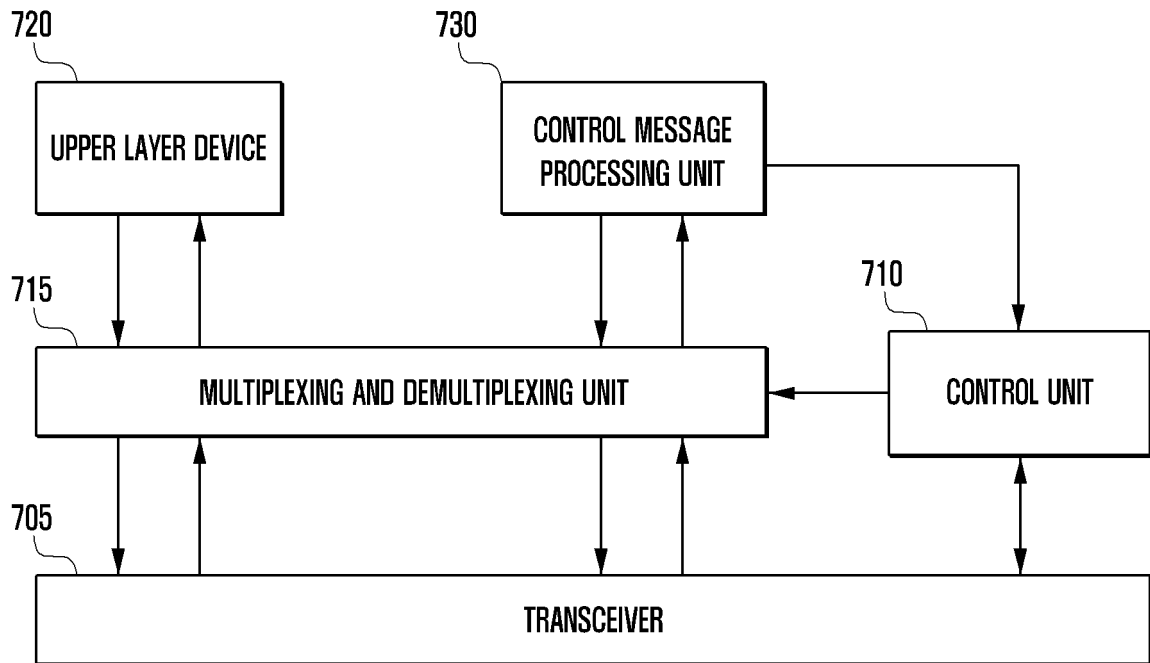 720
730
UPPER LAYER DEVICE
CONTROL MESSAGE
PROCESSING UNIT
715
710
MULTIPLEXING AND DEMULTIPLEXING UNIT
CONTROL UNIT
705
TRANSCEIVER